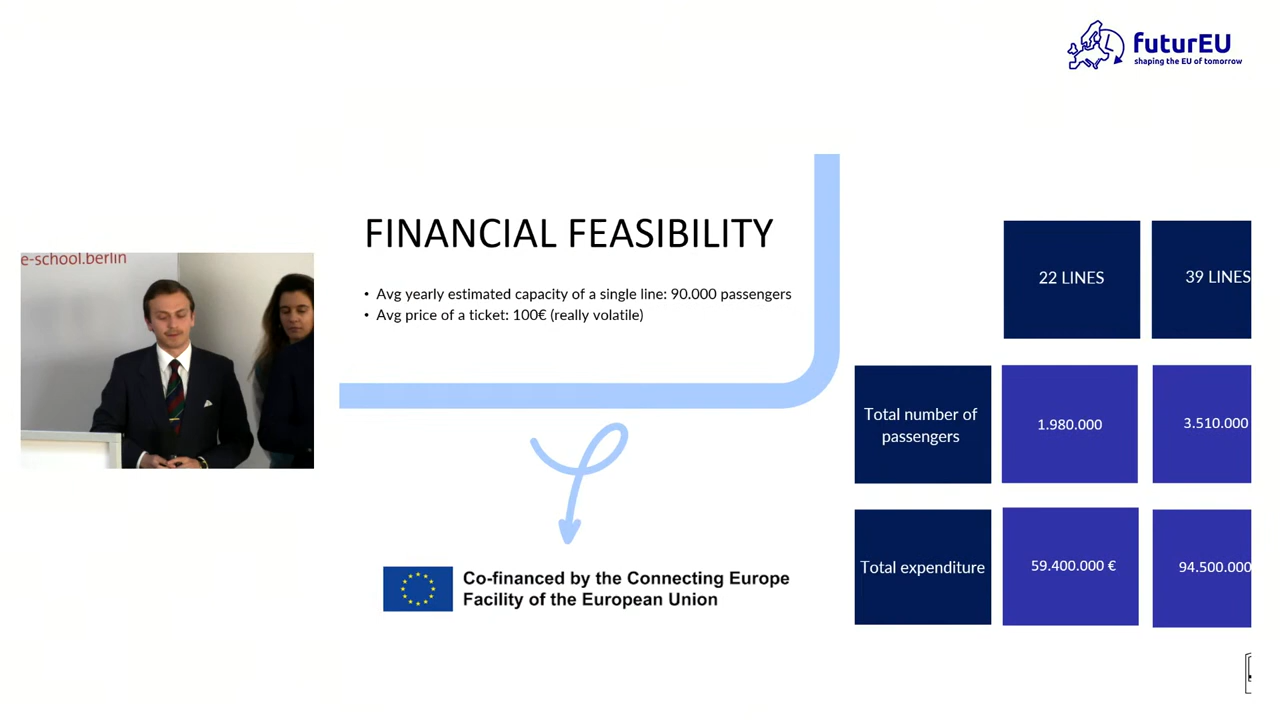 futurEU
shaping the EU of tomorrow
e-school.berlin
FINANCIAL FEASIBILITY
• Avg yearly estimated capacity of a single line: 90.000 passengers
• Avg price of a ticket: 100€ (really volatile)
22 LINES
39 LINES
Total number of
passengers
1.980.000
3.510.000
Total expenditure
59.400.000 €
94.500.000
Co-financed by the Connecting Europe
Facility of the European Union